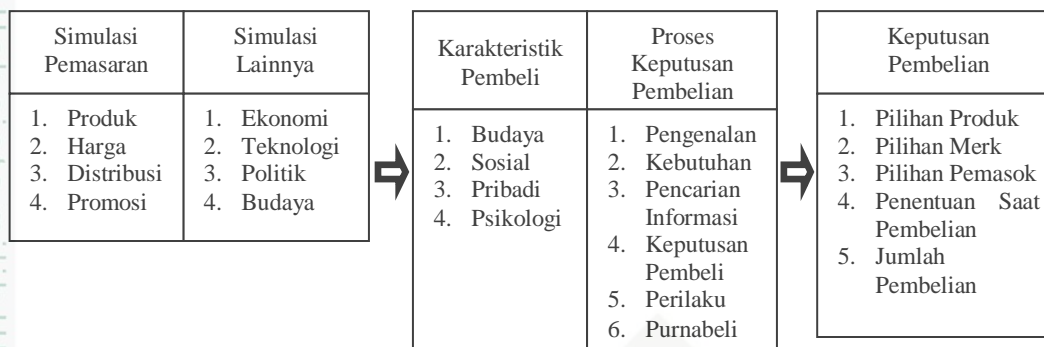 Simulasi
Pemasaran
1. Produk
2. Harga
3. Distribusi
4. Promosi
Simulasi
Lainnya
1. Ekonomi
2. Teknologi
3. Politik
4. Budaya
Karakteristik
Pembeli
1. Budaya
2. Sosial
3. Pribadi
4. Psikologi
Proses
Keputusan
Pembelian
1. Pengenalan
2. Kebutuhan
3. Pencarian
Informasi
4. Keputusan
Pembeli
5. Perilaku
6. Purnabeli
Keputusan
Pembelian
1. Pilihan Produk
2. Pilihan Merk
3. Pilihan Pemasok
4. Penentuan Saat
Pembelian
5. Jumlah
Pembelian